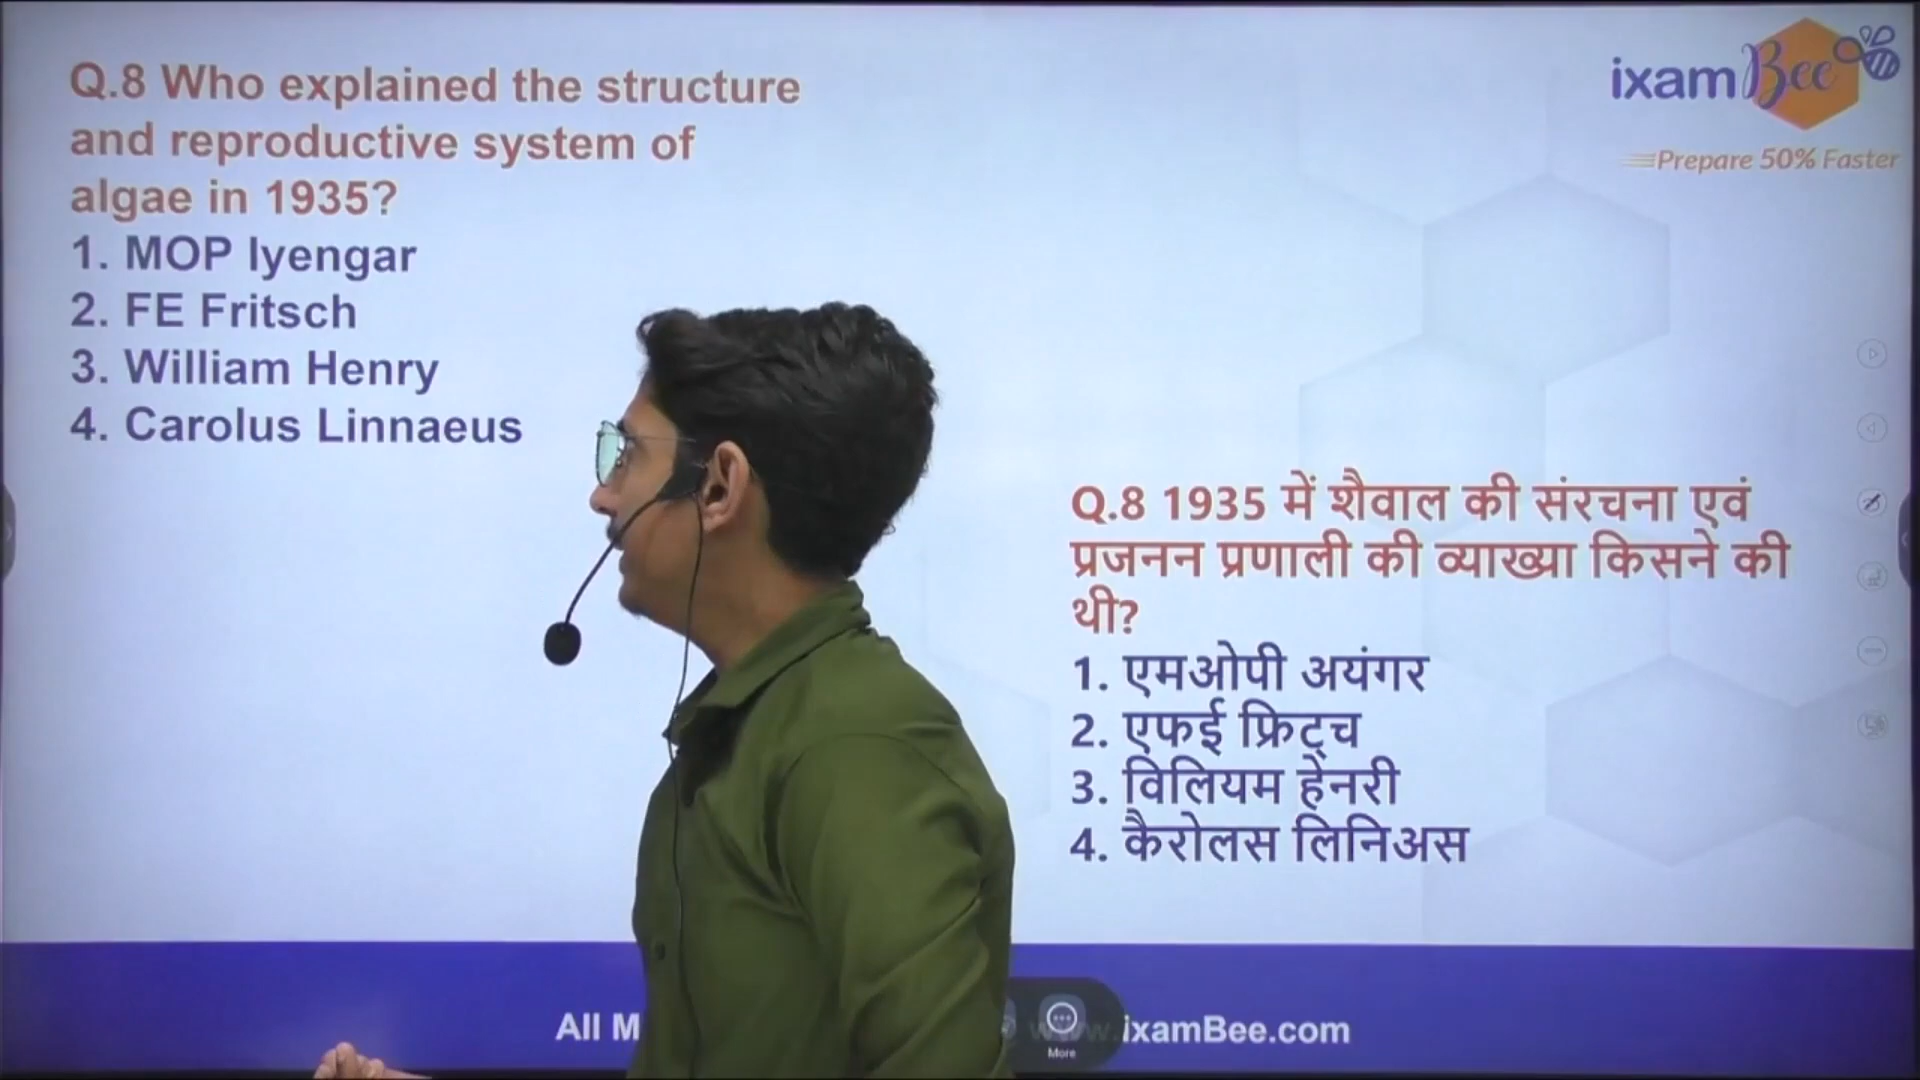 Q.8 Who explained the structure
and reproductive system of
algae in 1935?
1. MOP Iyengar
2. FE Fritsch
3. William Henry
4. Carolus Linnaeus
ixamBee
Prepare 50% Faster
Q.8 1935 में शैवाल की संरचना एवं
प्रजनन प्रणाली की व्याख्या किसने की
थी?
1. एमओपी अयंगर
2. एफई फ्रिट्च
3. विलियम हेनरी
4. कैरोलस लिनिअस
All M
www.ixamBee.com
More